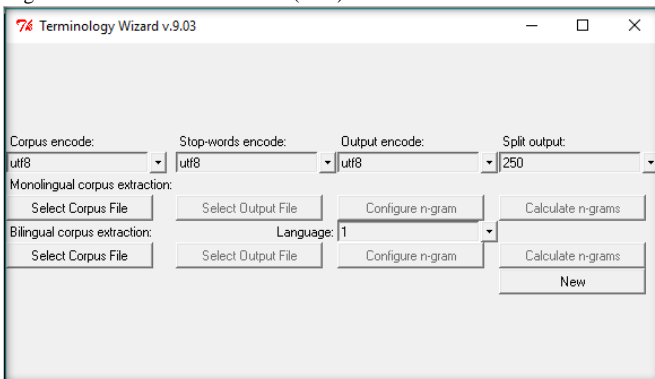 Terminology Wizard v.9.03
Corpus encode: Stop-words encode: Output encode: Split output:
utf8 utf8 utf8 250
Monolingual corpus extraction:
Select Corpus File Select Output File Configure n-gram Calculate n-grams
Bilingual corpus extraction: Language: 1
Select Corpus File Select Output File Configure n-gram Calculate n-grams
New